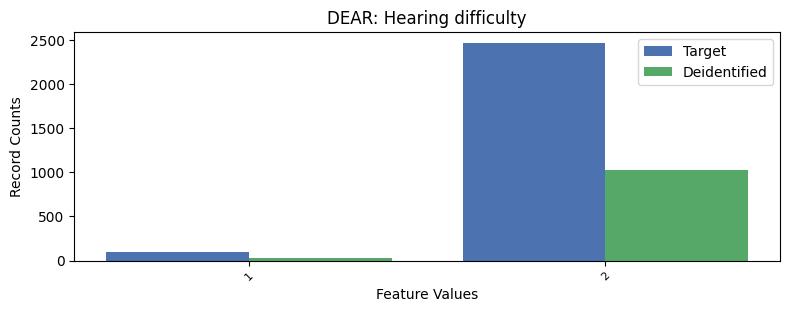 DEAR: Hearing difficulty
Target
Deidentified
Record Counts
2500
2000
1500
1000
500
0
1
2
Feature Values